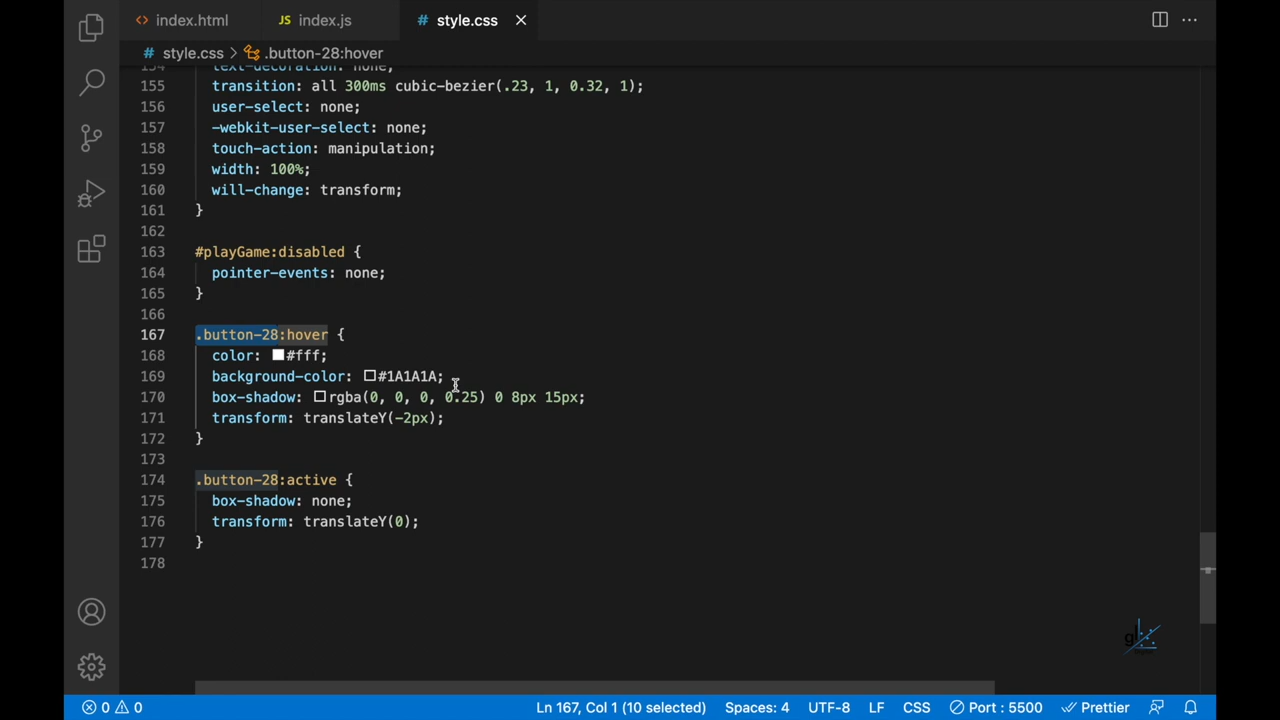 index.html
JS index.js
# style.css
# style.css > .button-28:hover
154 text-decoration: none;
155 transition: all 300ms cubic-bezier(.23, 1, 0.32, 1);
156 user-select: none;
157 -webkit-user-select: none;
158 touch-action: manipulation;
159 width: 100%;
160 will-change: transform;
161 }
162
163 #playGame:disabled {
164 pointer-events: none;
165 }
166
167 .button-28:hover {
168 color: #fff;
169 background-color: #1A1A1A;
170 box-shadow: rgba(0, 0, 0, 0.25) 0 8px 15px;
171 transform: translateY(-2px);
172 }
173
174 .button-28:active {
175 box-shadow: none;
176 transform: translateY(0);
177 }
178
0 0 Ln 167, Col 1 (10 selected) Spaces: 4 UTF-8 LF CSS Port : 5500 Prettier